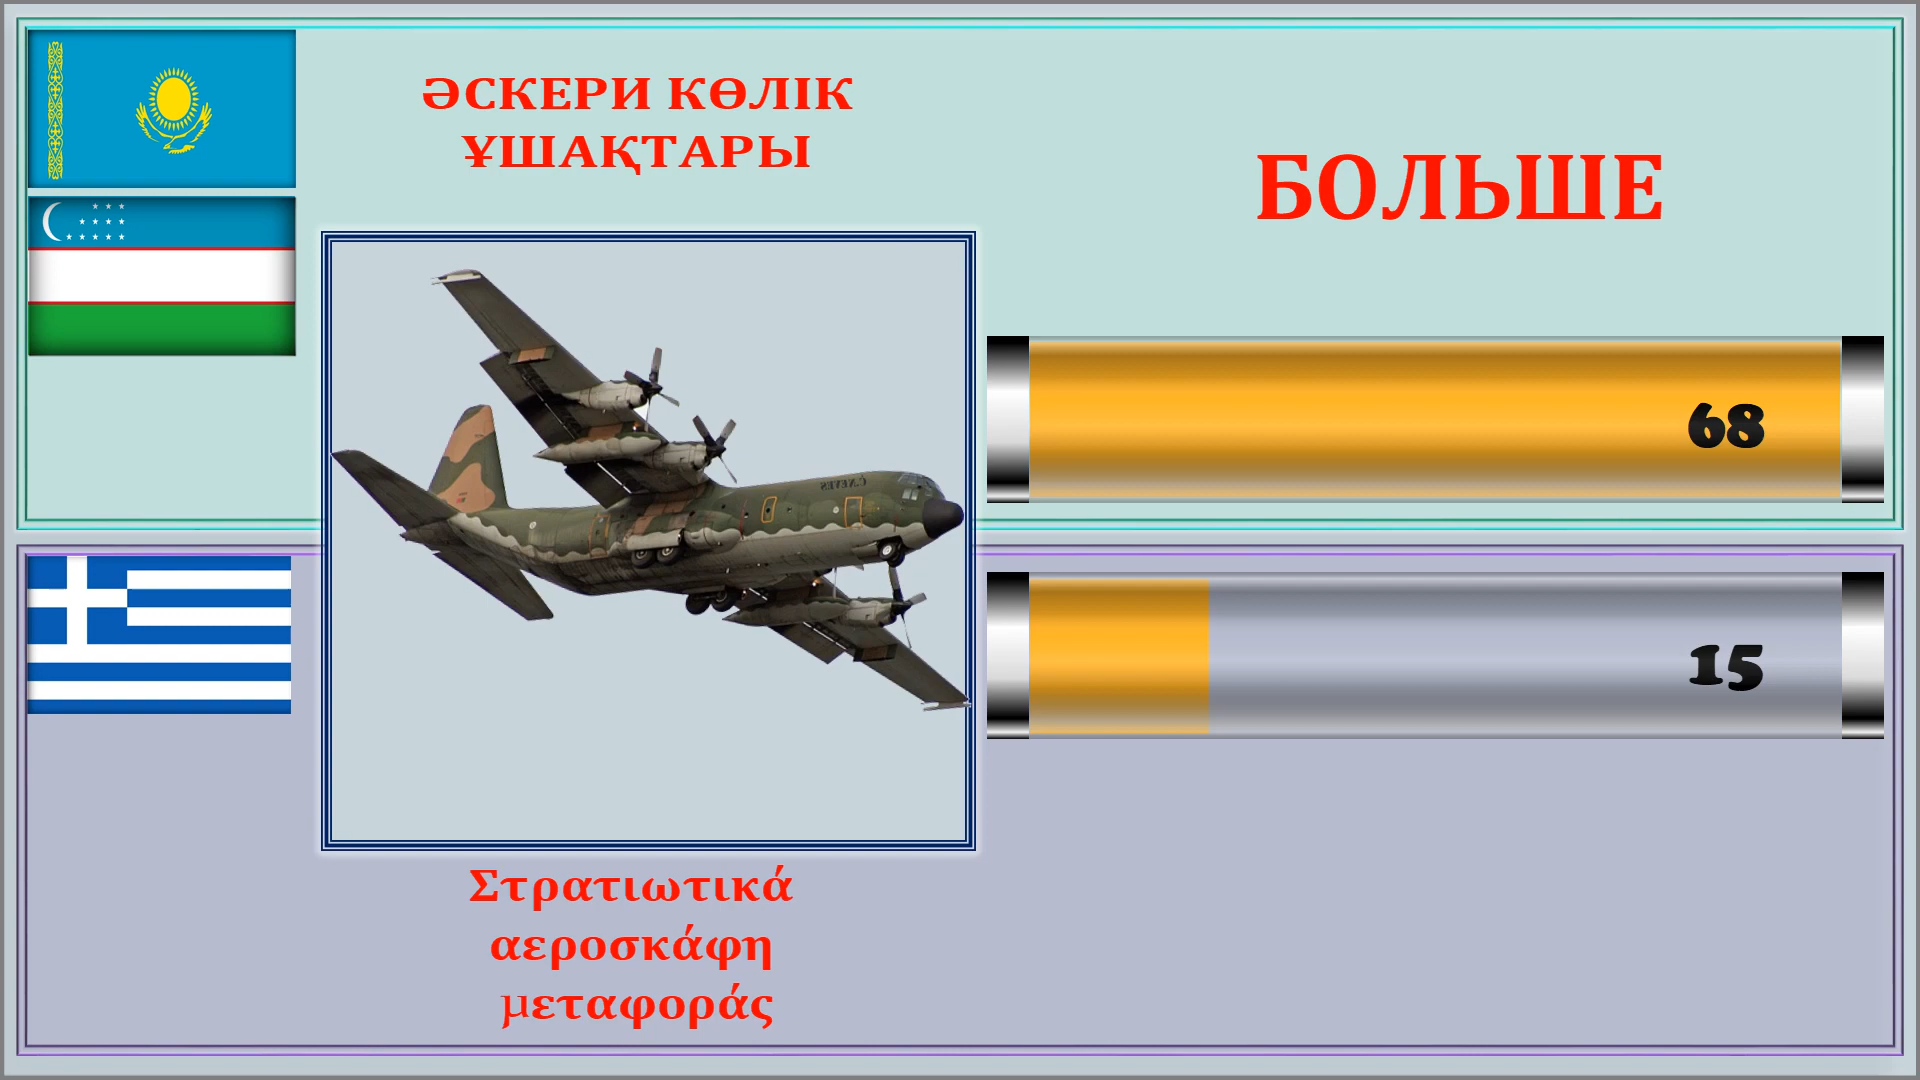 ӘСКЕРИ КӨЛІК
ҰШАҚТАРЫ
БОЛЬШЕ
68
15
Στρατιωτικά
αεροσκάφη
μεταφοράς